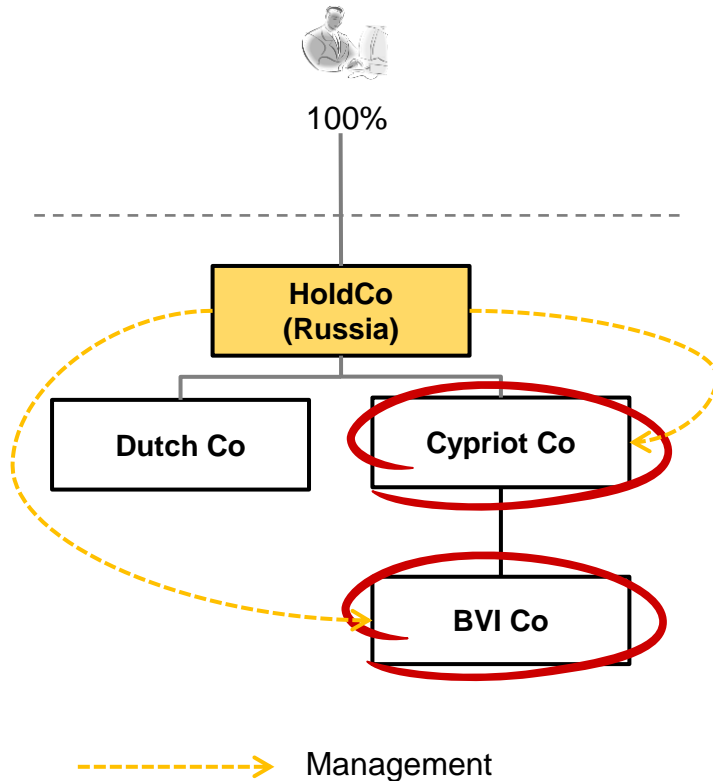 100%
HoldCo
(Russia)
Dutch Co
Cypriot Co
BVI Co
Management